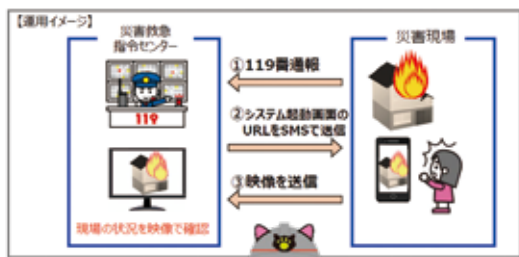 【運用イメージ】
災害救急
指令センター
119
現場の状況を映像で確認
①119番通報
②システム起動画面の
URLをSMSで送信
③映像を送信
災害現場